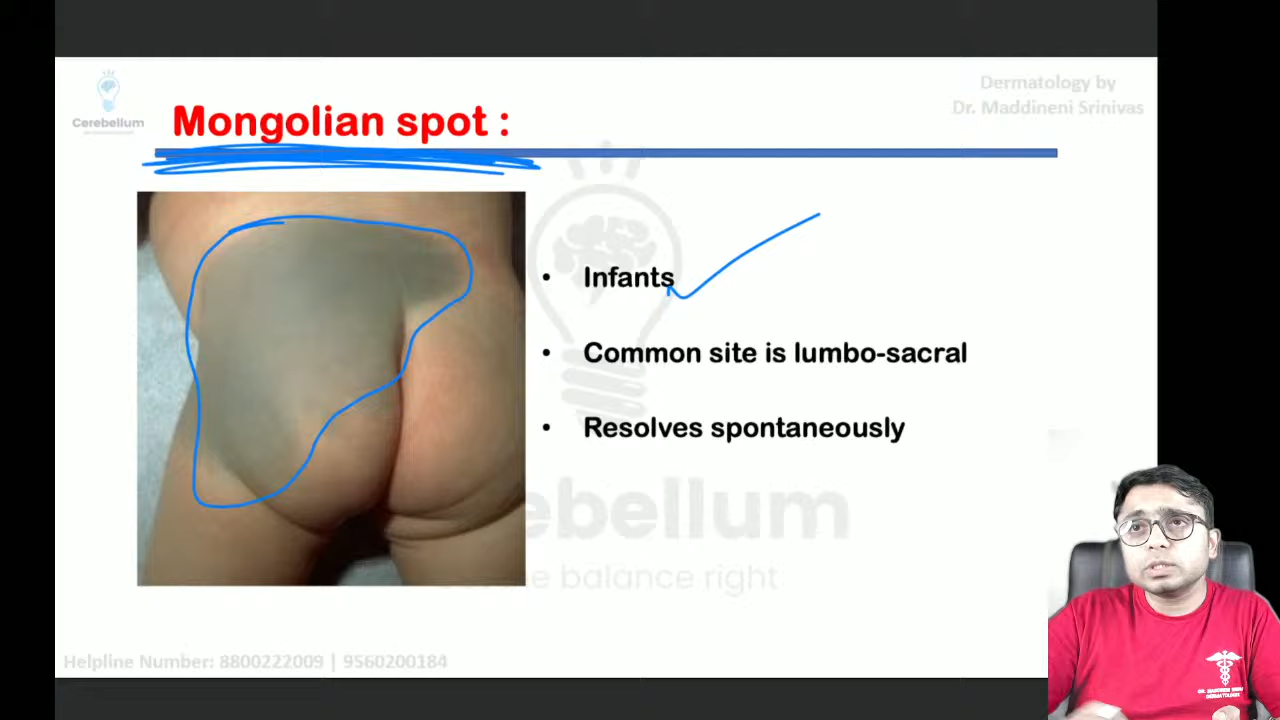 Cerebellum
Mongolian spot :
Dermatology by
Dr. Maddineni Srinivas
• Infants
• Common site is lumbo-sacral
• Resolves spontaneously
ebellum
e balance right
Helpline Number: 8800222009 | 9560200184